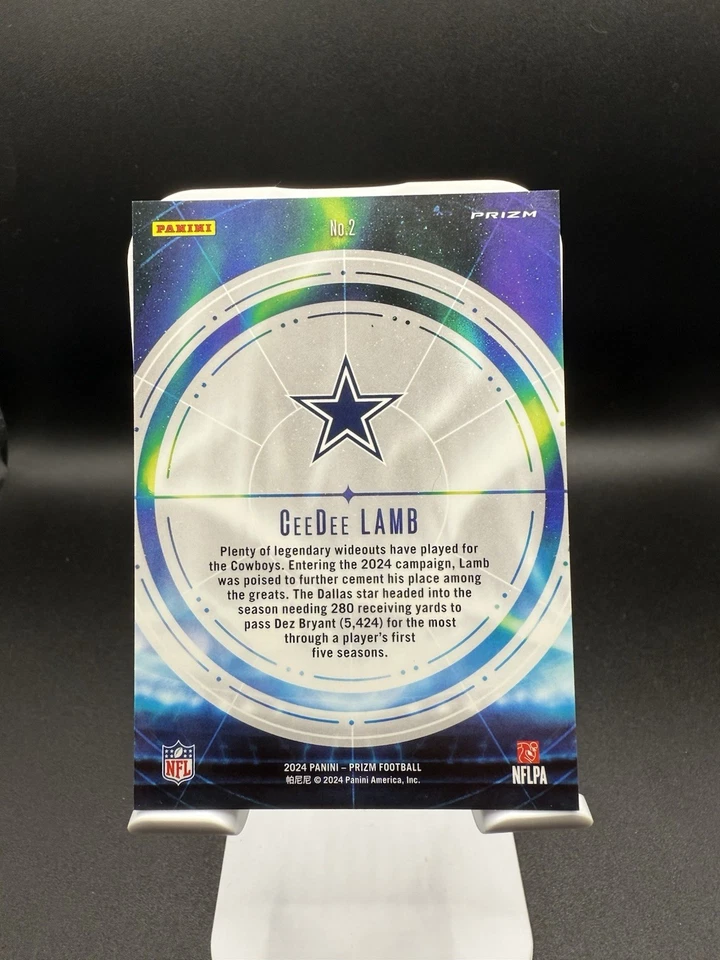 PANINI
No.2
PRIZM
CEEDEE LAMB
Plenty of legendary wideouts have played for
the Cowboys. Entering the 2024 campaign, Lamb
was poised to further cement his place among
the greats. The Dallas star headed into the
season needing 280 receiving yards to
pass Dez Bryant (5,424) for the most
through a player's first
five seasons.
NFL
2024 PANINI – PRIZM FOOTBALL
帕尼尼 © 2024 Panini America, Inc.
NFLPA